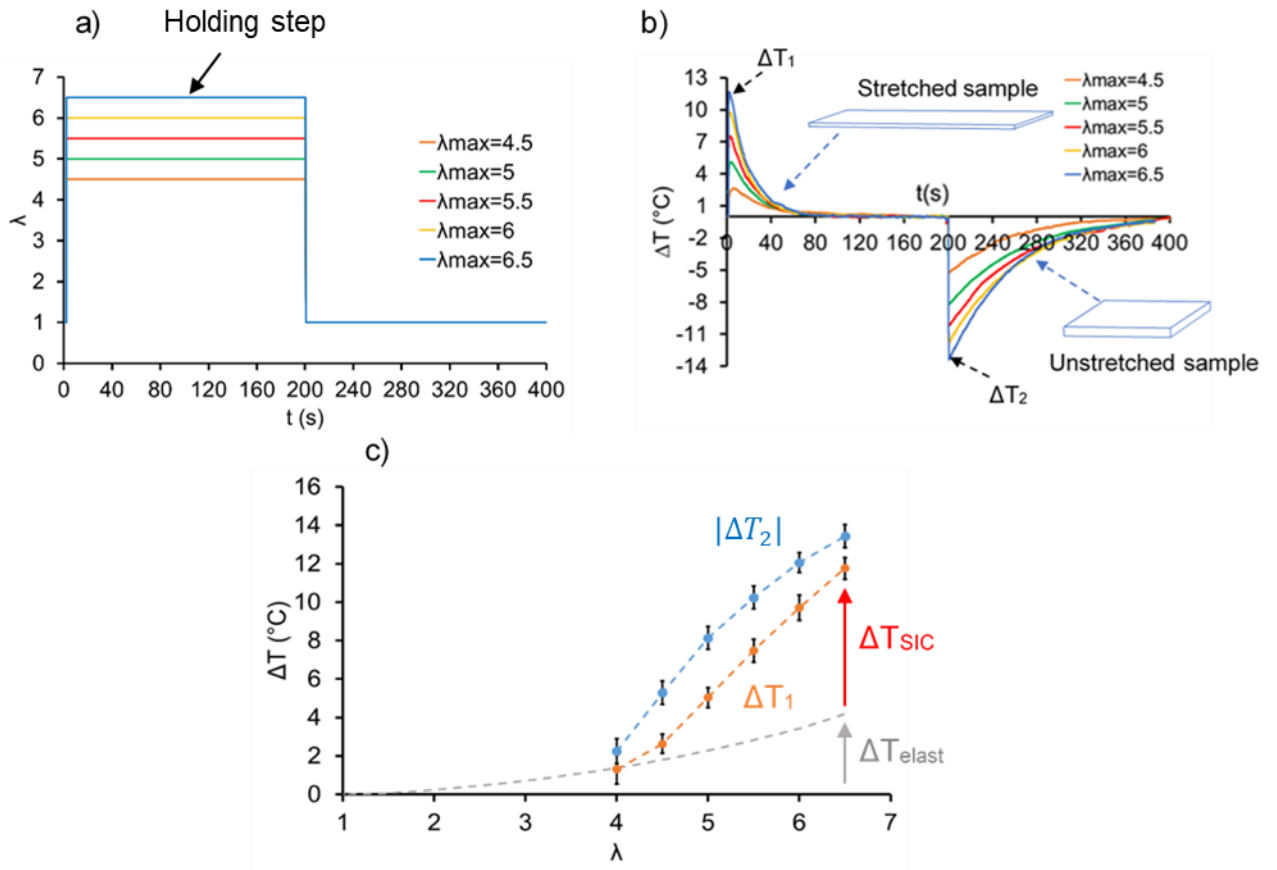 a)
Holding step
7
6
5
4
3
2
1
0
λ
0 40 80 120 160 200 240 280 320 360 400
t (s)
λmax=4.5
λmax=5
λmax=5.5
λmax=6
λmax=6.5
b)
ΔT1
Stretched sample
13
10
7
4
1
-2
-5
-8
-11
-14
ΔT (°C)
t(s)
0 40 80 120 160 200 240 280 320 360 400
λmax=4.5
λmax=5
λmax=5.5
λmax=6
λmax=6.5
Unstretched sample
ΔT2
c)
16
14
12
10
8
6
4
2
0
ΔT (°C)
|ΔT2|
ΔT1
ΔTSIC
ΔTelast
1 2 3 4 5 6 7
λ